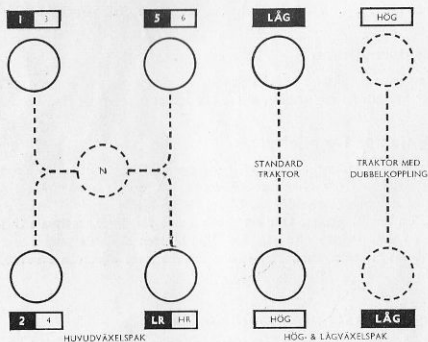 1 3
5 6
LÅG
HÖG
N
STANDARD
TRAKTOR
TRAKTOR MED
DUBBELKOPPLING
2 4
LR HR
HÖG
LÅG
HUVUDVÄXELSPAK
HÖG- & LÅGVÄXELSPAK